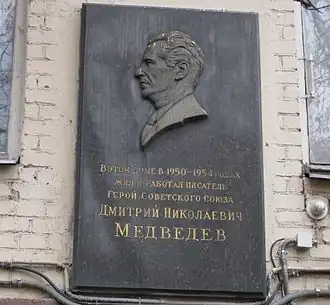 В ЭТОМ ДОМЕ В 1950-1954 ГОДАХ
ЖИЛ И РАБОТАЛ ПИСАТЕЛЬ
ГЕРОЙ СОВЕТСКОГО СОЮЗА
ДМИТРИЙ НИКОЛАЕВИЧ
МЕДВЕДЕВ